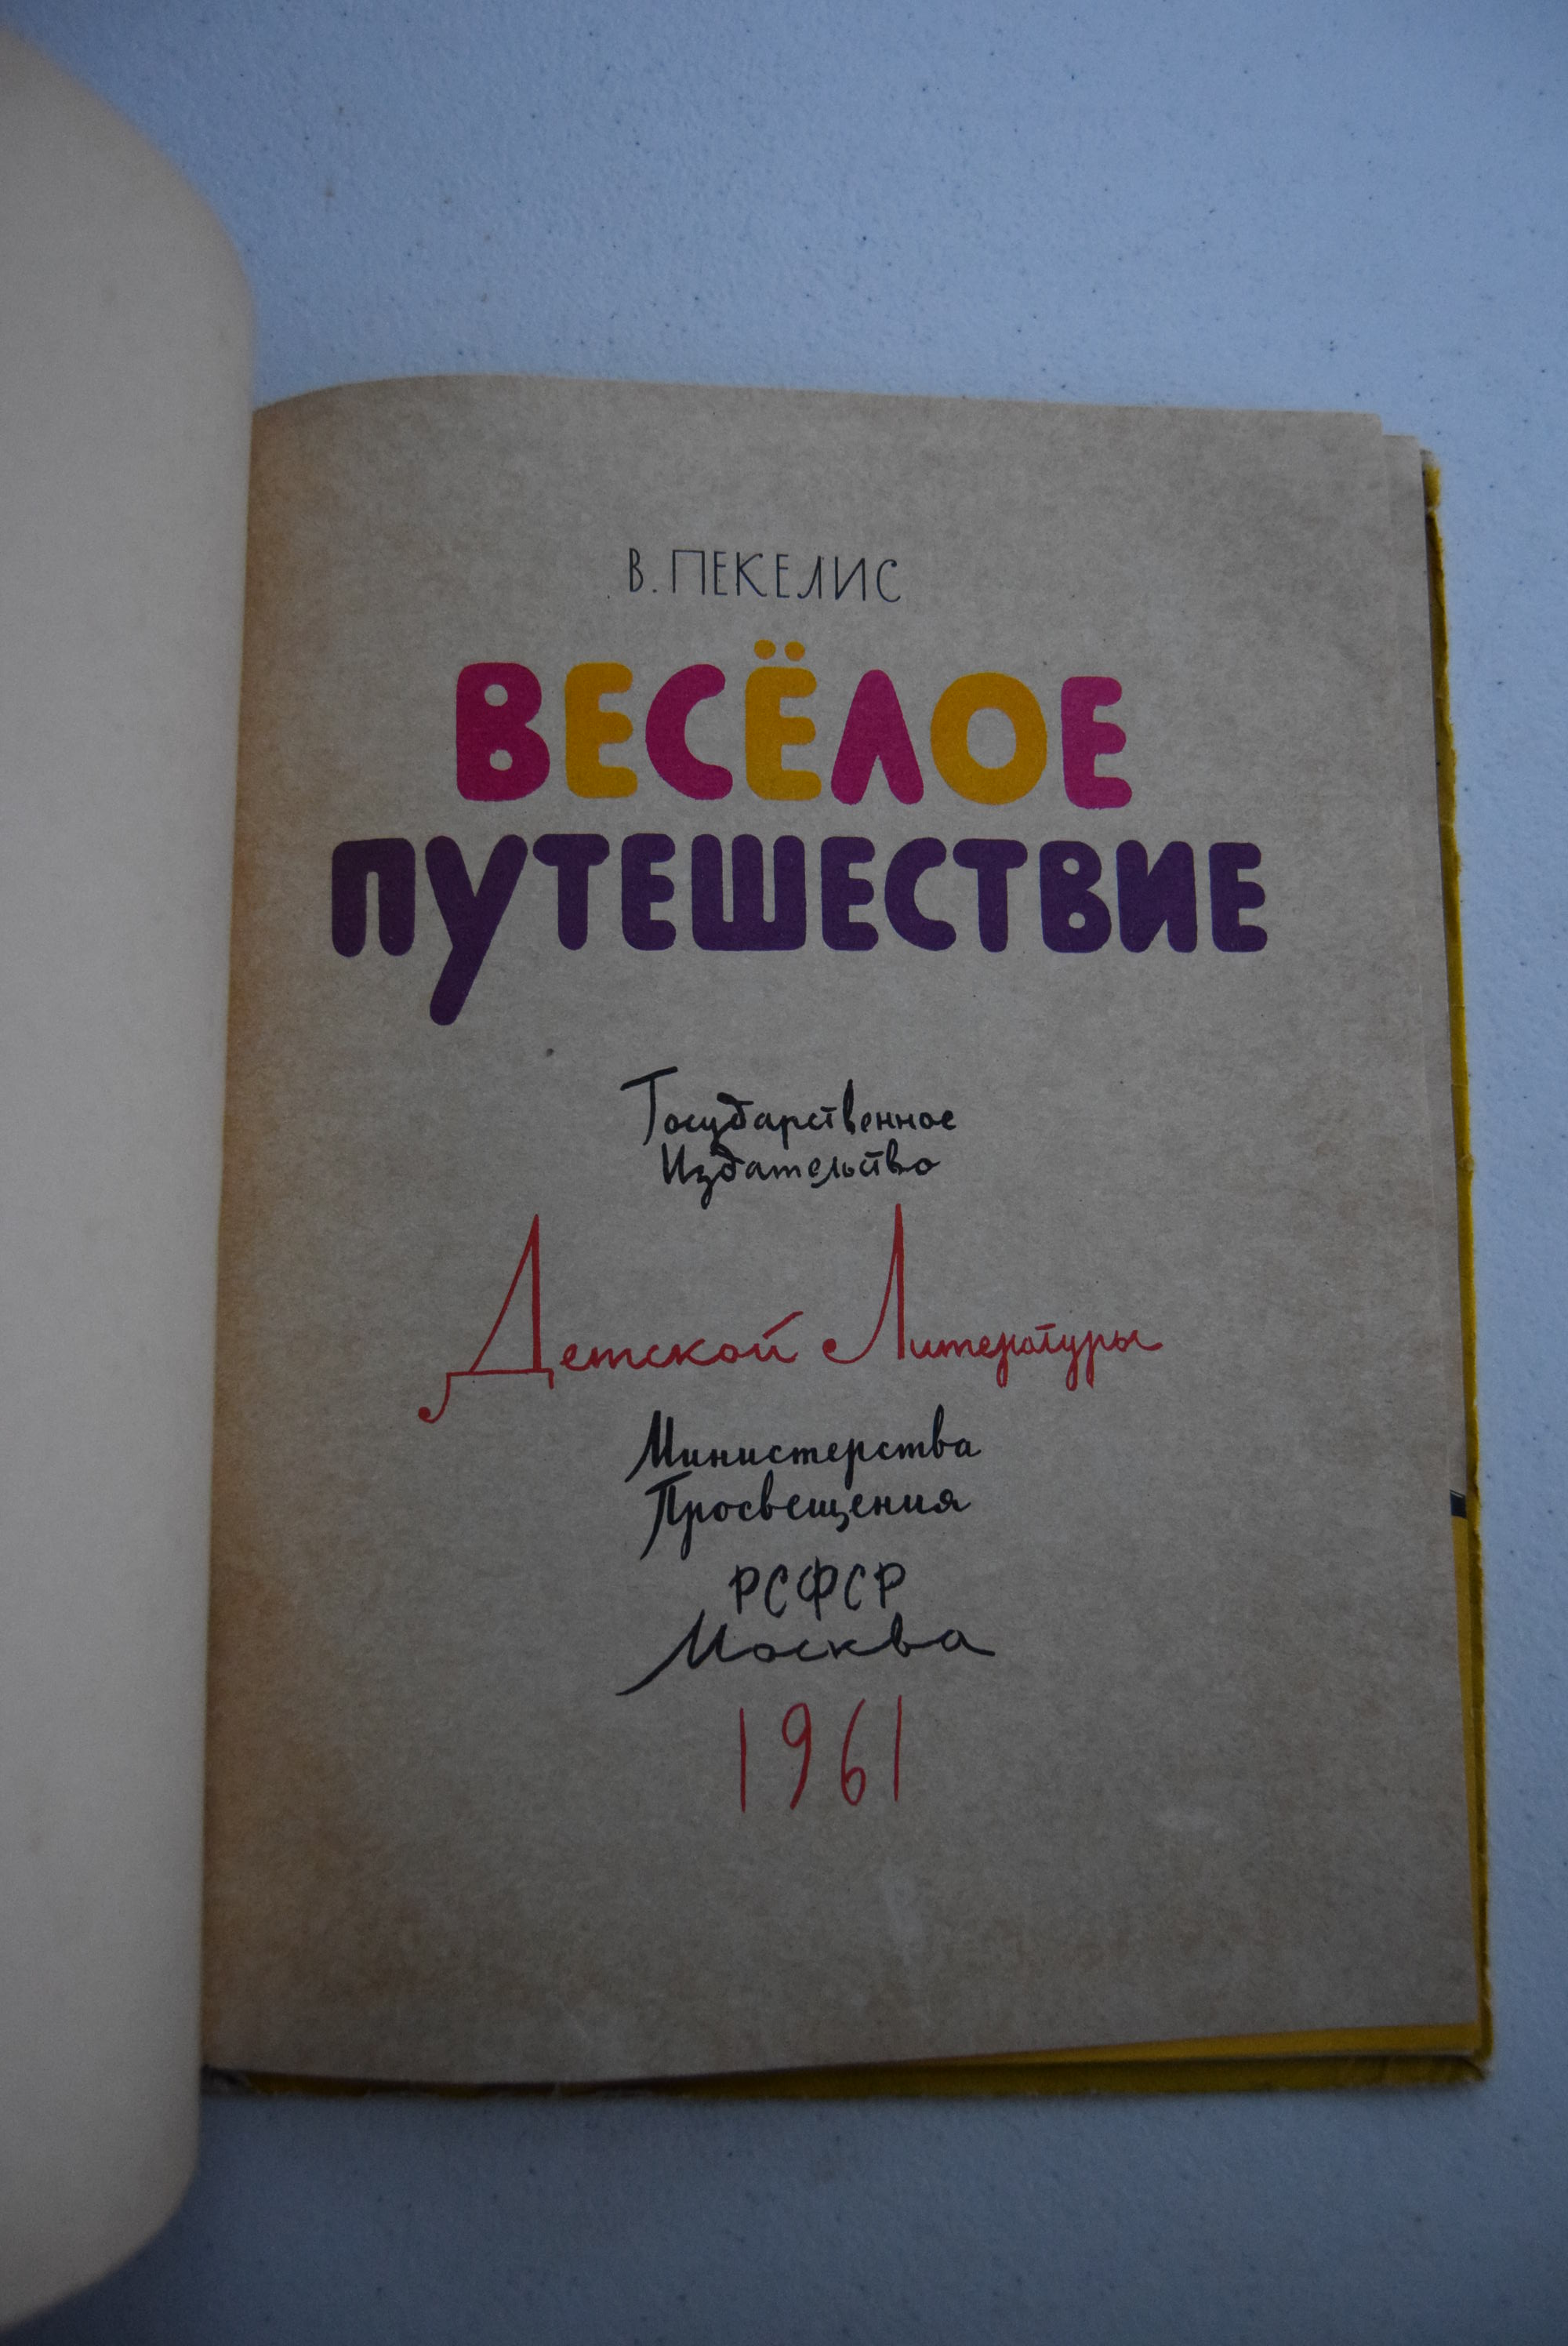 В. ПЕКЕЛИС
ВЕСЁЛОЕ
ПУТЕШЕСТВИЕ
Государственное
Издательство
Детской Литературы
Министерства
Просвещения
РСФСР
Москва
1961